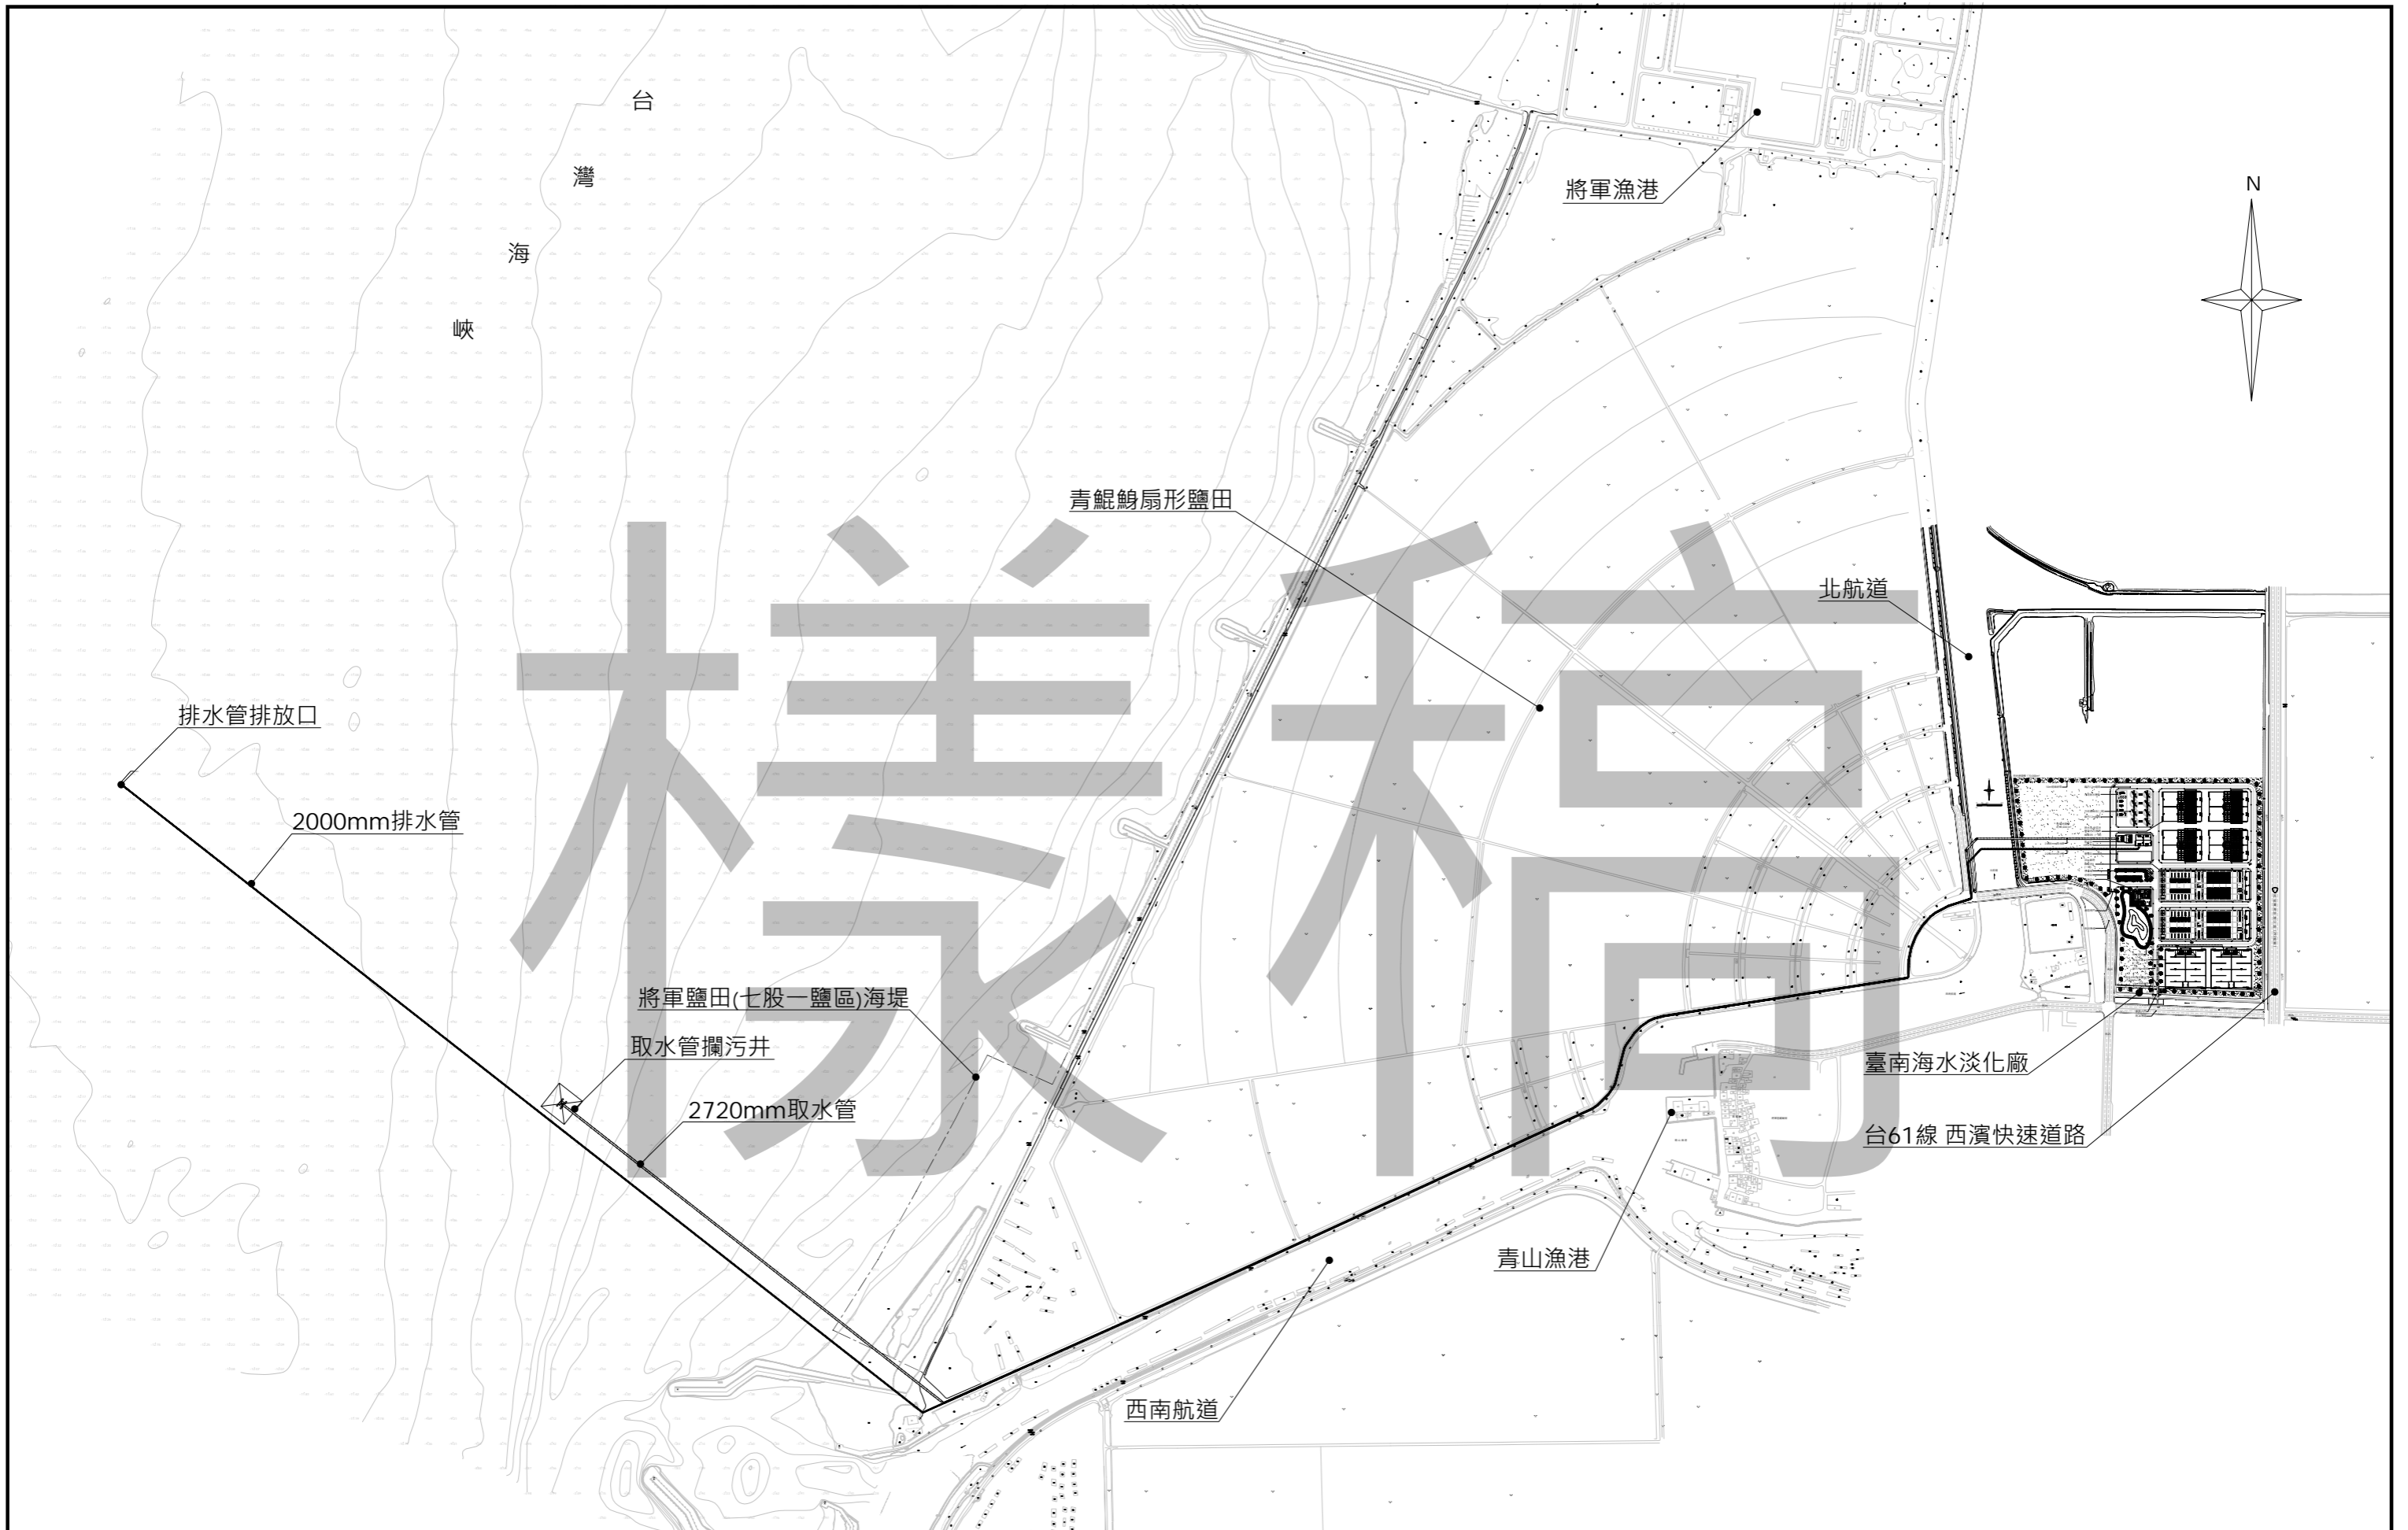 台
灣
海
峽
將軍漁港
N
青鯤鯓扇形鹽田
北航道
樣稿
排水管排放口
2000mm排水管
將軍鹽田(七股一鹽區)海堤
取水管攔污井
2720mm取水管
臺南海水淡化廠
台61線 西濱快速道路
青山漁港
西南航道